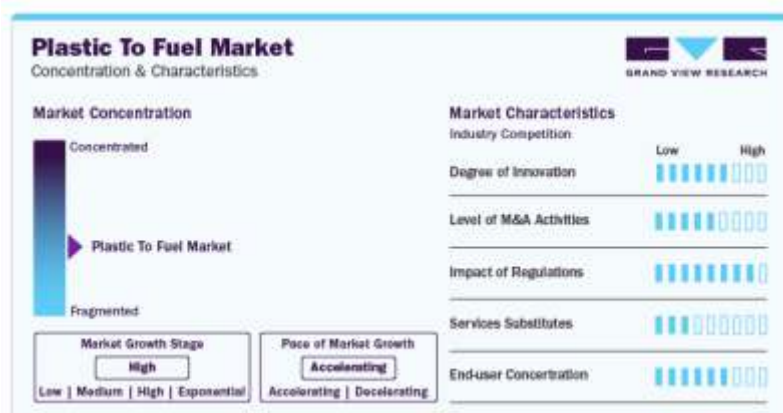 Plastic To Fuel Market
Concentration & Characteristics
GRAND VIEW RESEARCH
Market Concentration
Concentrated
Plastic To Fuel Market
Fragmented
Market Growth Stage
High
Low | Medium | High | Exponential
Pace of Market Growth
Accelerating
Accelerating | Decelerating
Market Characteristics
Industry Competition
Low High
Degree of Innovation
Level of M&A Activities
Impact of Regulations
Services Substitutes
End-user Concertration